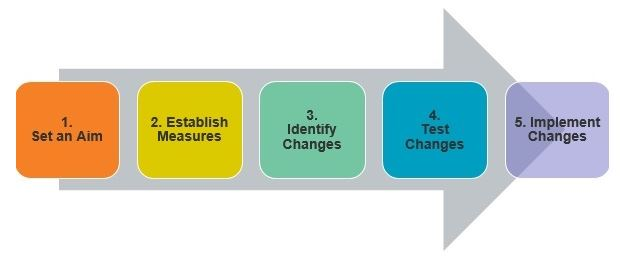 1.
Set an Aim
2. Establish
Measures
3.
Identify
Changes
4.
Test
Changes
5. Implement
Changes